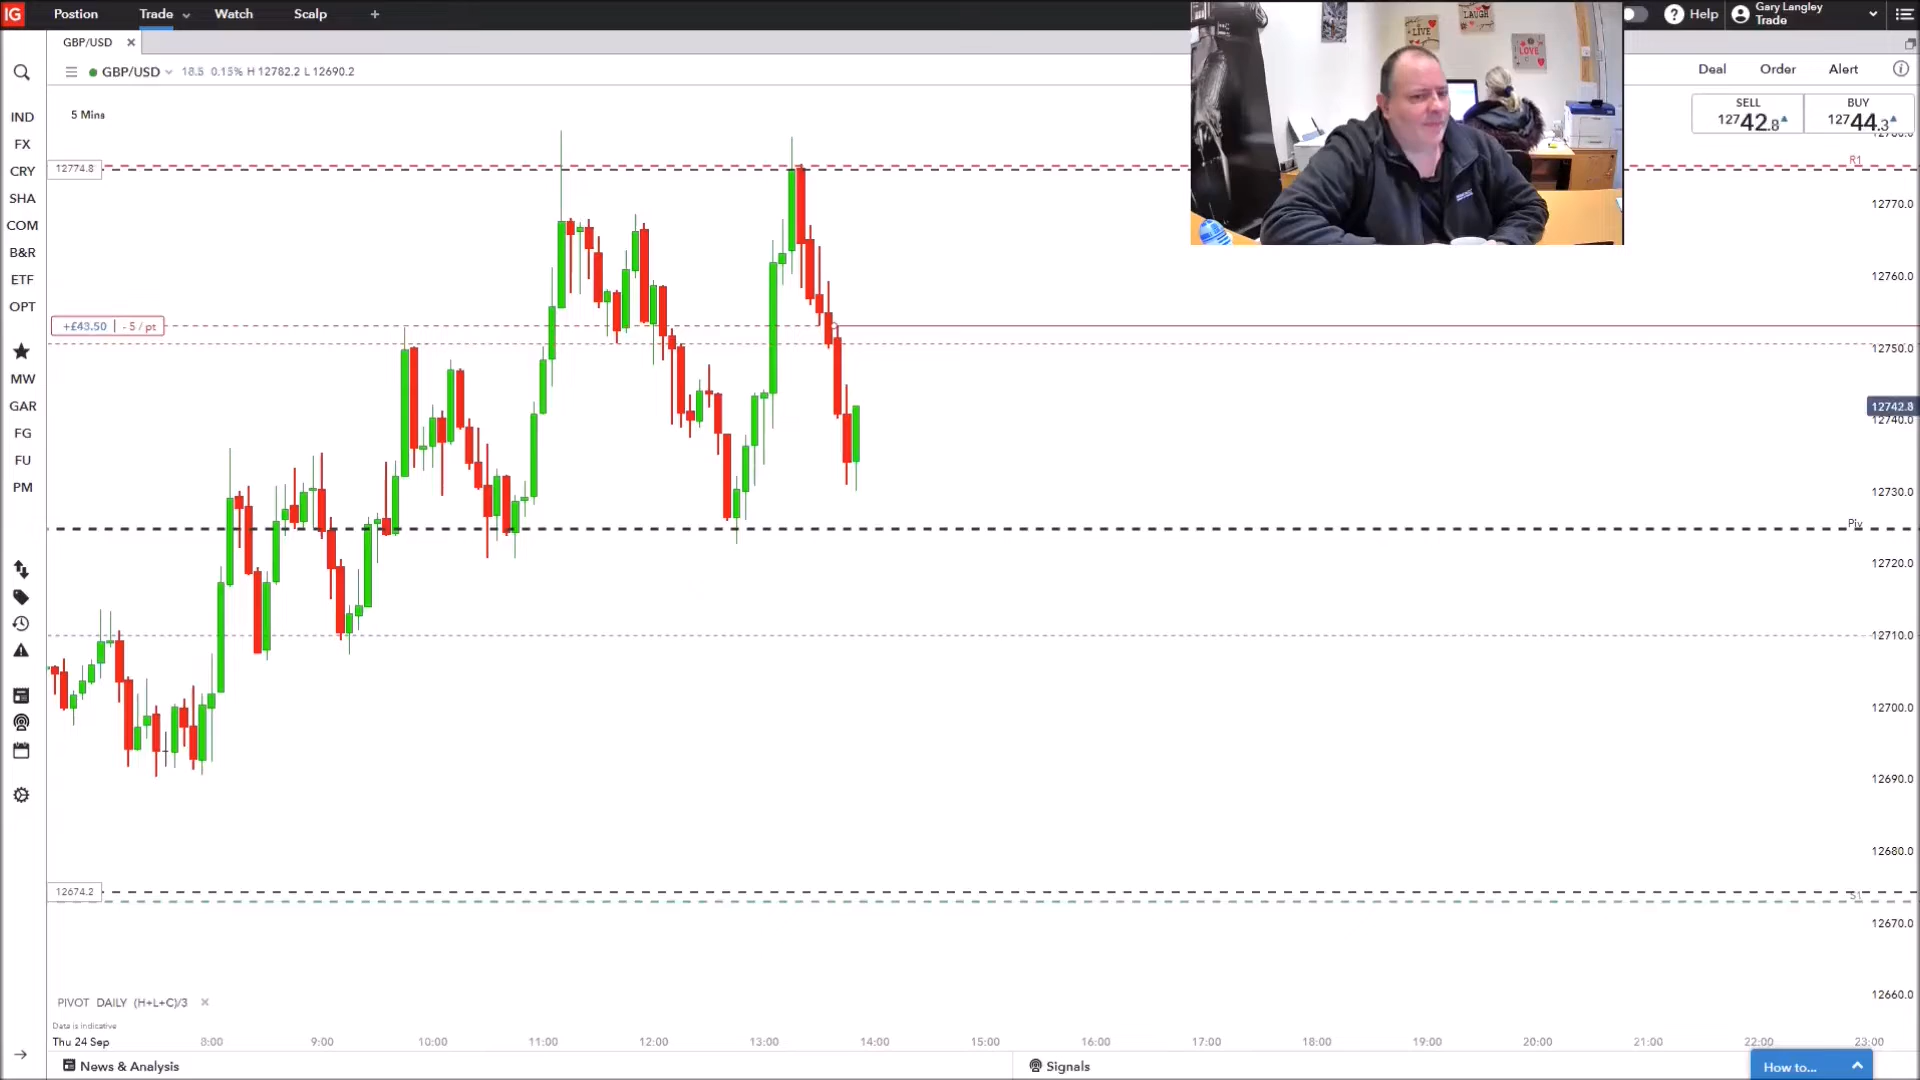 IG Postion Trade Watch Scalp + Help Gary Langley
Trade
GBP/USD ×
GBP/USD 18.5 0.15% H 12782.2 L 12690.2 Deal Order Alert
5 Mins
SELL BUY
12742.8 12744.3
IND
FX
CRY
SHA
COM
B&R
ETF
OPT
MW
GAR
FG
FU
PM
LIVE
LAUGH
LOVE
12774.8
R1
+£43.50 | - 5 / pt
Piv
12674.2
S1
12780.0
12770.0
12760.0
12750.0
12742.8
12740.0
12730.0
12720.0
12710.0
12700.0
12690.0
12680.0
12670.0
12660.0
PIVOT DAILY (H+L+C)/3 ×
Data is indicative
Thu 24 Sep 8:00 9:00 10:00 11:00 12:00 13:00 14:00 15:00 16:00 17:00 18:00 19:00 20:00 21:00 22:00 23:00
News & Analysis Signals How to...